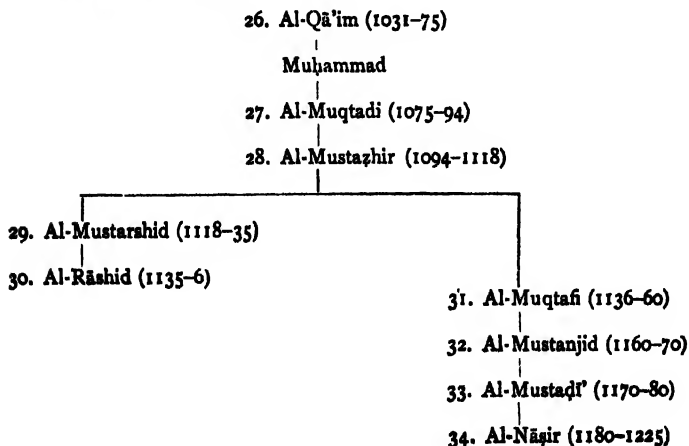 26. Al-Qā'im (1031–75)
Muḥammad
27. Al-Muqtadi (1075–94)
28. Al-Mustaẓhir (1094–1118)
29. Al-Mustarshid (1118–35)
30. Al-Rāshid (1135–6)
31. Al-Muqtafi (1136–60)
32. Al-Mustanjid (1160–70)
33. Al-Mustaḍī' (1170–80)
34. Al-Nāṣir (1180–1225)